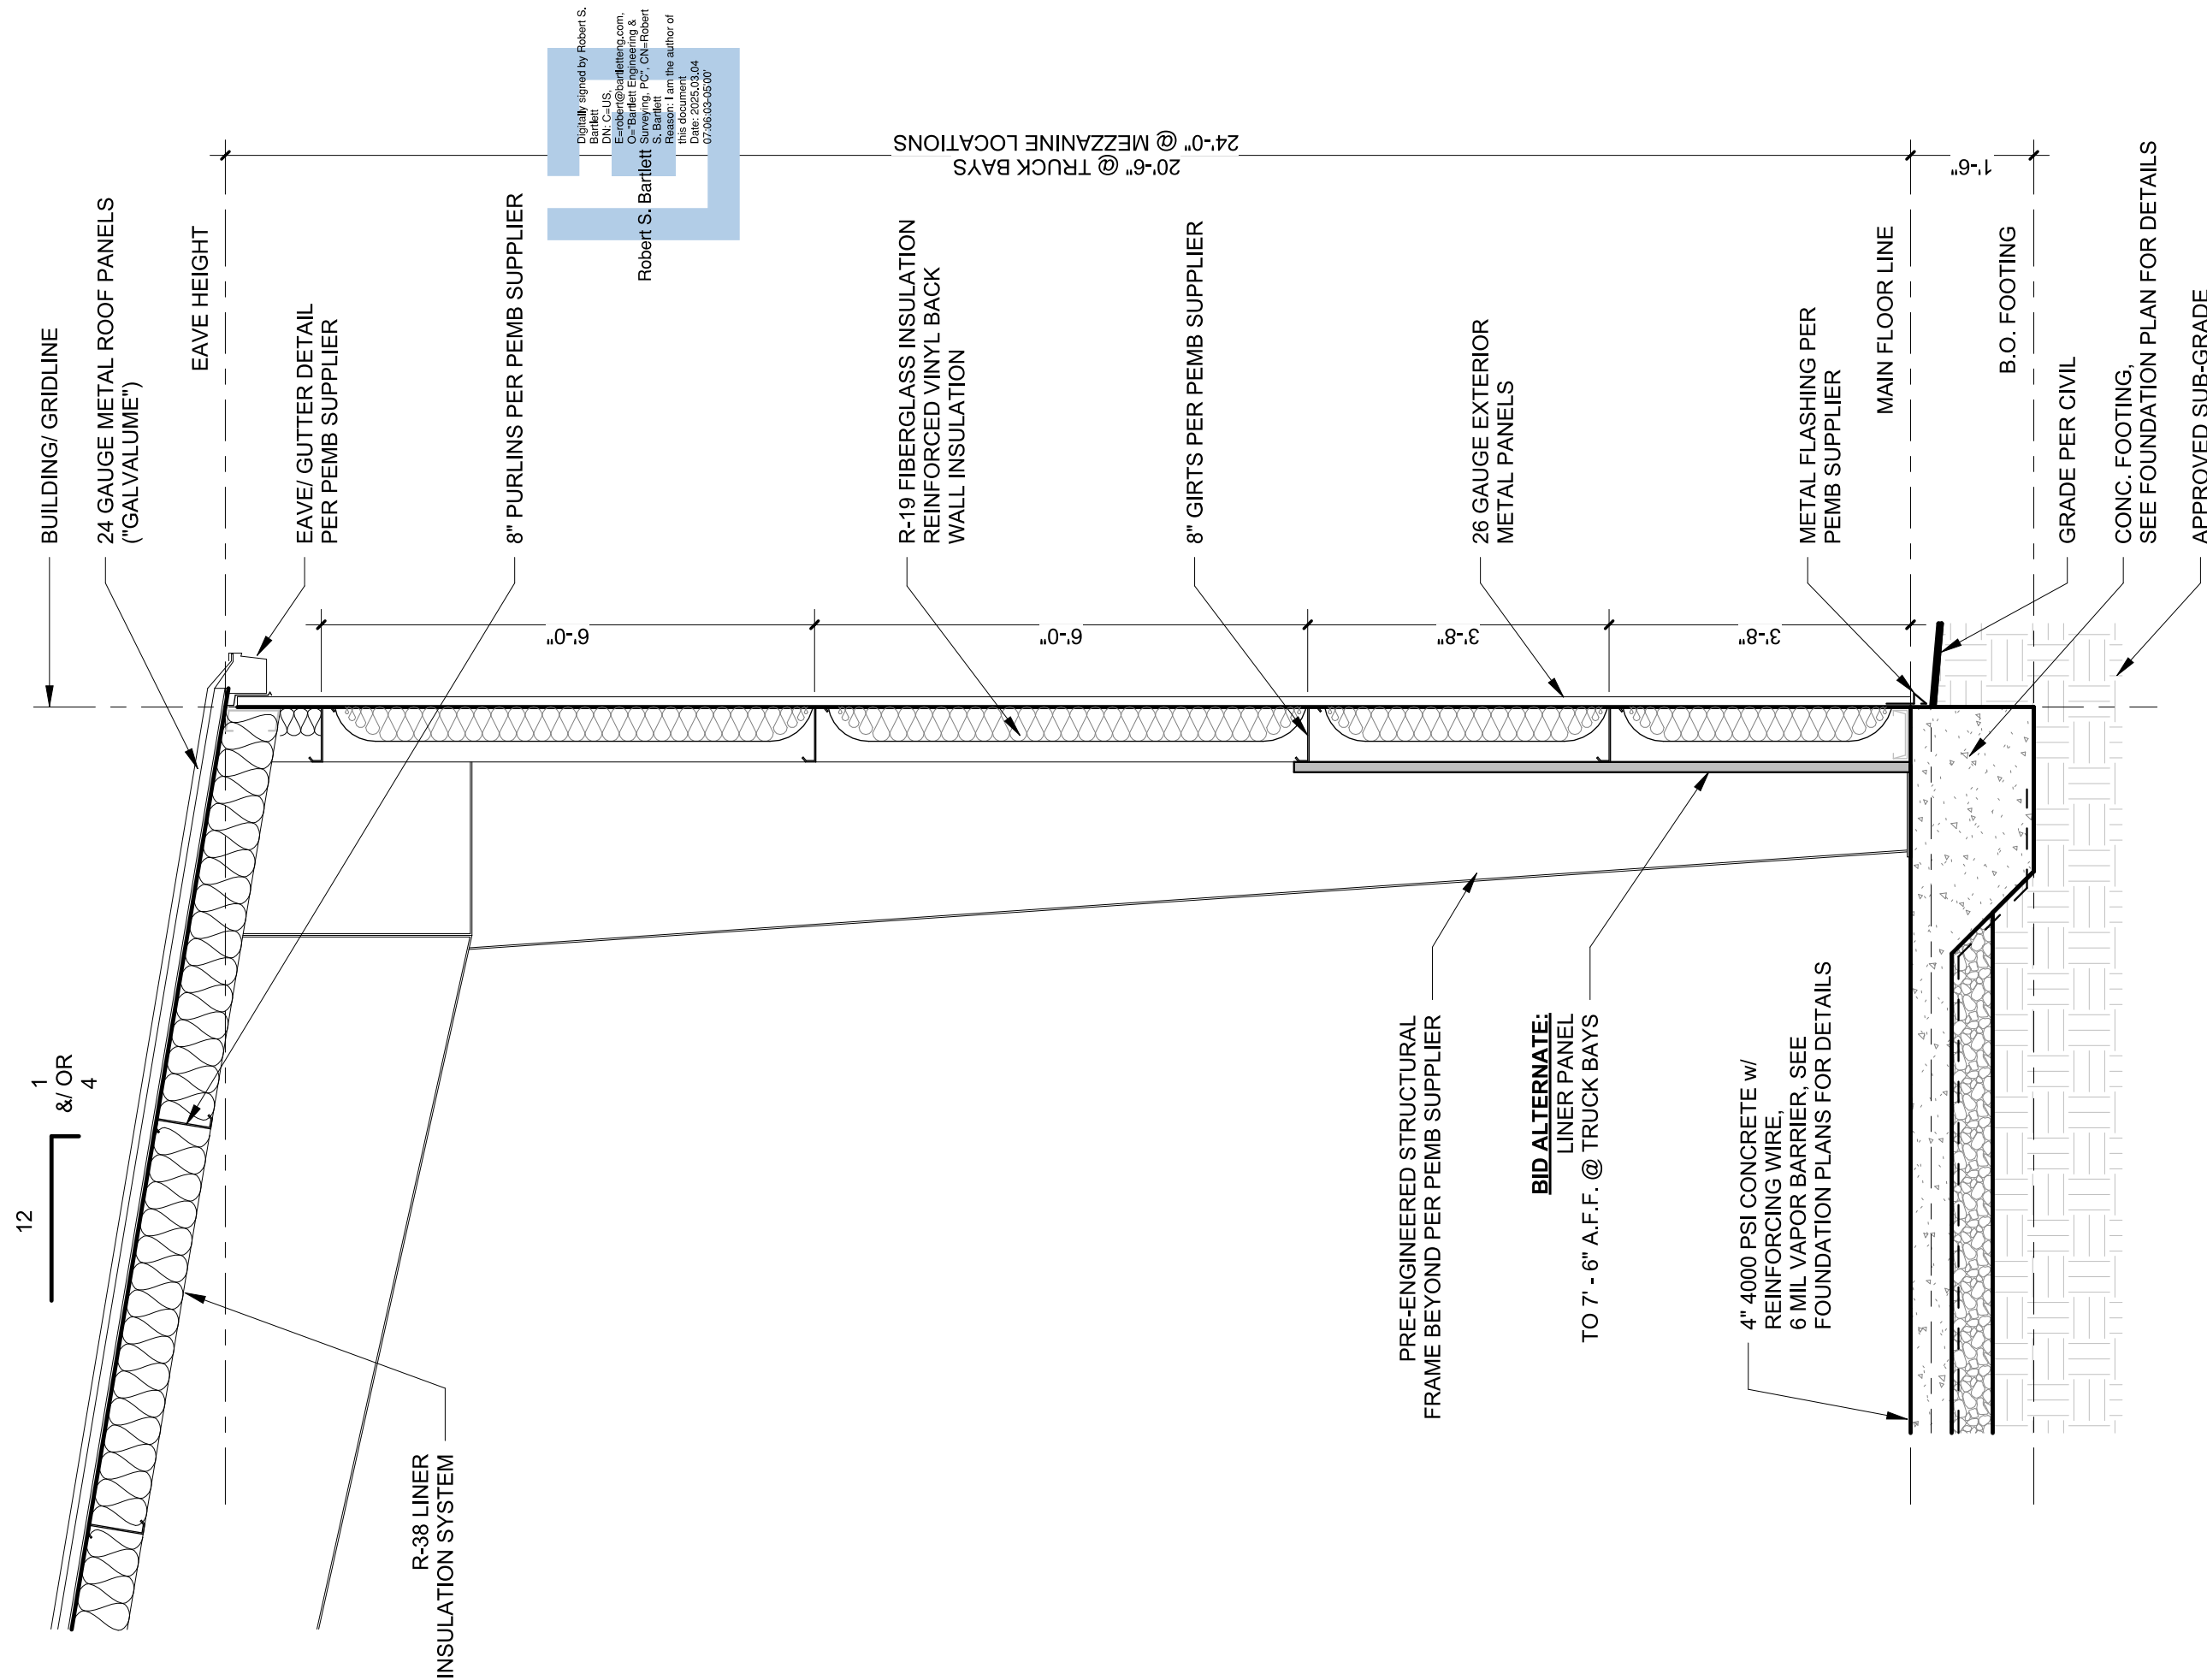 BUILDING/ GRIDLINE
24 GAUGE METAL ROOF PANELS
("GALVALUME")
EAVE HEIGHT
EAVE/ GUTTER DETAIL
PER PEMB SUPPLIER
8" PURLINS PER PEMB SUPPLIER
Robert S. Bartlett
Digitally signed by Robert S.
Bartlett
DN: C=US,
E=robert@bartletteng.com,
O="Bartlett Engineering &
Surveying, PC", CN=Robert
S. Bartlett
Reason: I am the author of
this document
Date: 2025.03.04
07:06:03-05'00'
24'-0" @ MEZZANINE LOCATIONS
20'-6" @ TRUCK BAYS
R-19 FIBERGLASS INSULATION
REINFORCED VINYL BACK
WALL INSULATION
8" GIRTS PER PEMB SUPPLIER
26 GAUGE EXTERIOR
METAL PANELS
METAL FLASHING PER
PEMB SUPPLIER
MAIN FLOOR LINE
1'-6"
B.O. FOOTING
GRADE PER CIVIL
CONC. FOOTING,
SEE FOUNDATION PLAN FOR DETAILS
APPROVED SUB-GRADE
6'-0"
6'-0"
3'-8"
3'-8"
12
1
&/ OR
4
R-38 LINER
INSULATION SYSTEM
PRE-ENGINEERED STRUCTURAL
FRAME BEYOND PER PEMB SUPPLIER
BID ALTERNATE:
LINER PANEL
TO 7' - 6" A.F.F. @ TRUCK BAYS
4" 4000 PSI CONCRETE w/
REINFORCING WIRE,
6 MIL VAPOR BARRIER, SEE
FOUNDATION PLANS FOR DETAILS